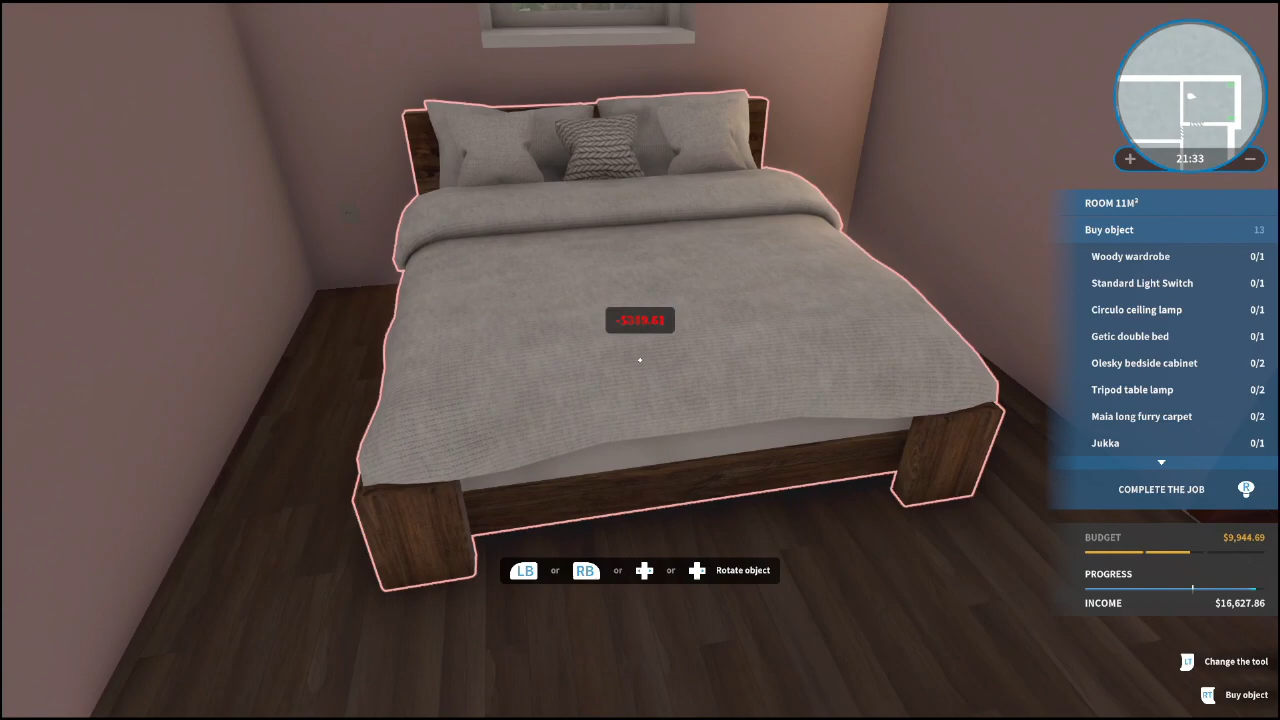 21:33
ROOM 11M²
Buy object 13
Woody wardrobe 0/1
Standard Light Switch 0/1
Circulo ceiling lamp 0/1
Getic double bed 0/1
Olesky bedside cabinet 0/2
Tripod table lamp 0/2
Maia long furry carpet 0/2
Jukka 0/1
COMPLETE THE JOB R
BUDGET $9,944.69
PROGRESS
INCOME $16,627.86
LB or RB or or Rotate object
LT Change the tool
RT Buy object